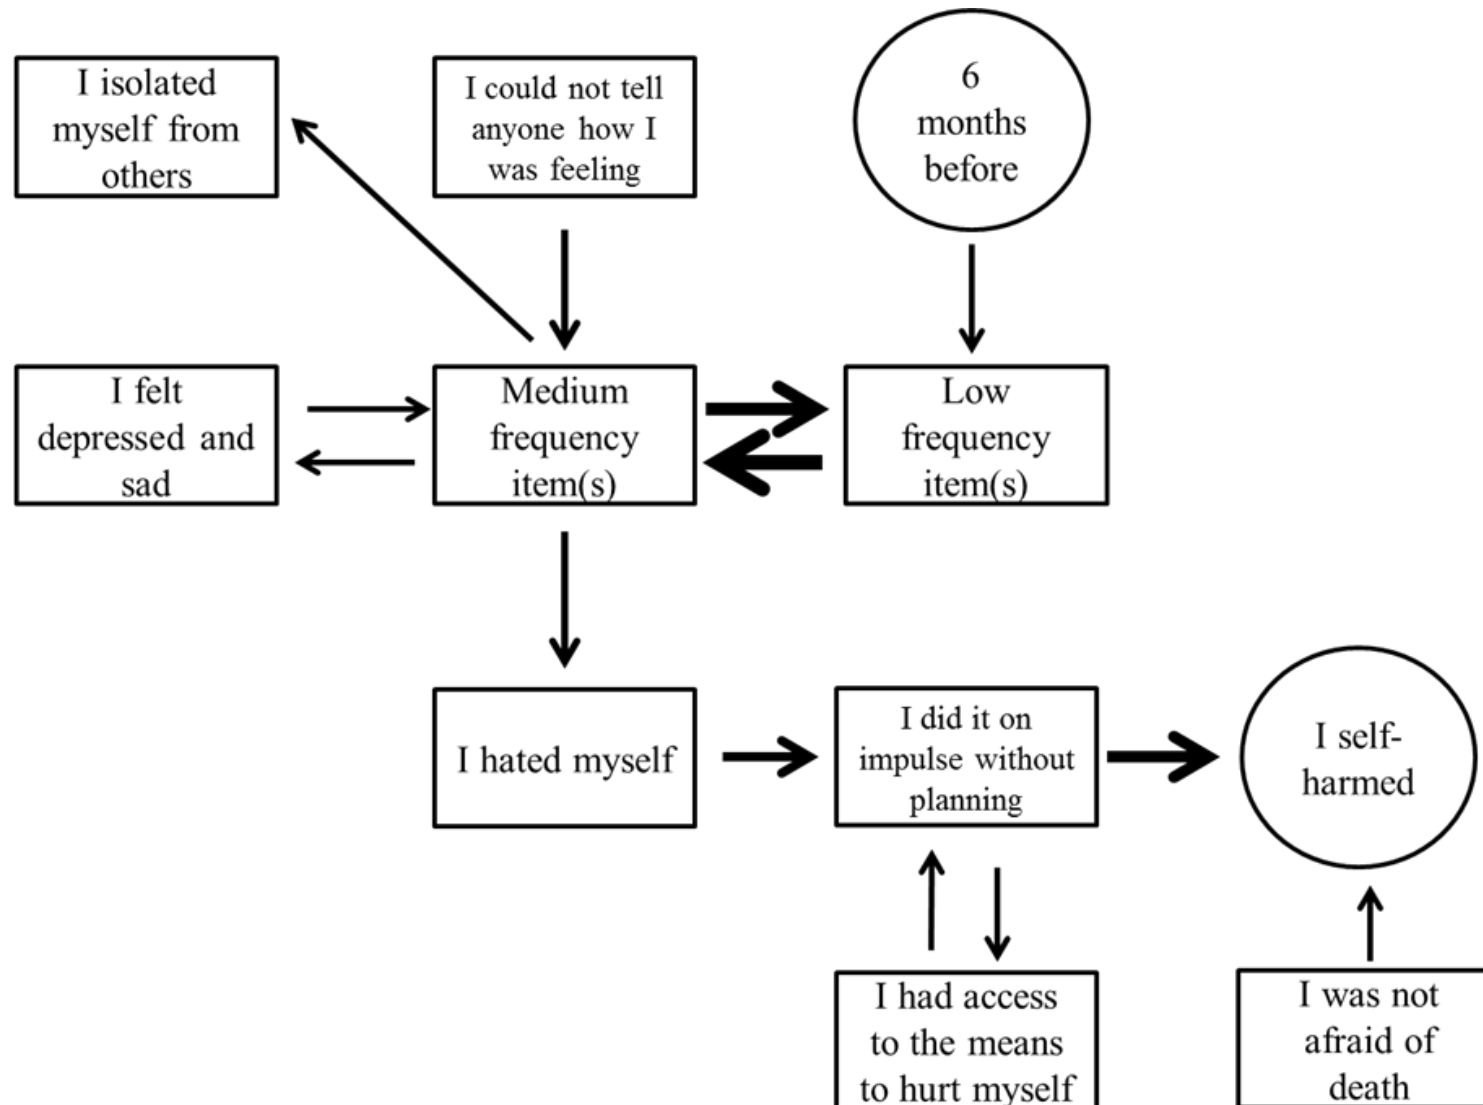 I isolated
myself from
others
I could not tell
anyone how I
was feeling
6
months
before
I felt
depressed and
sad
Medium
frequency
item(s)
Low
frequency
item(s)
I hated myself
I did it on
impulse without
planning
I self-
harmed
I had access
to the means
to hurt myself
I was not
afraid of
death